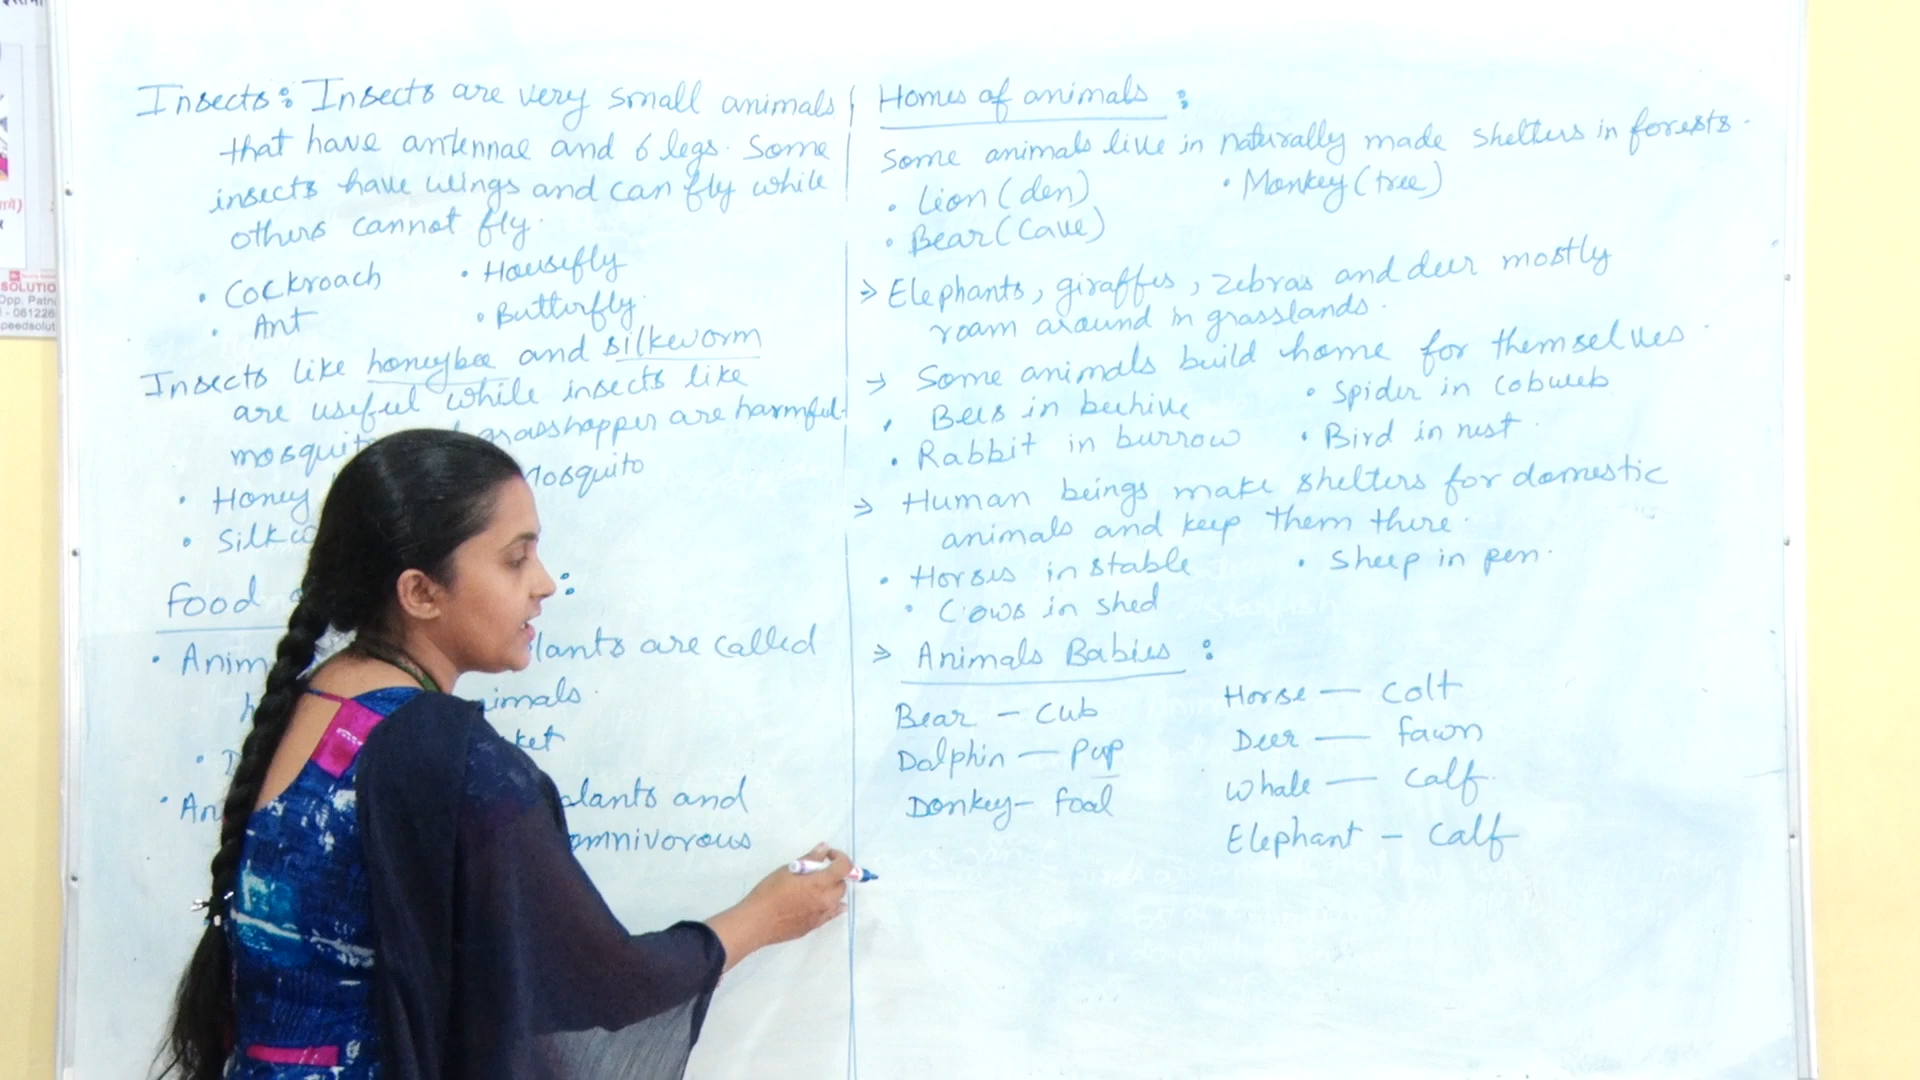 Insects: Insects are very small animals
that have antennae and 6 legs. Some
insects have wings and can fly while
others cannot fly.
• Cockroach • Housefly
• Ant • Butterfly.
Insects like honeybee and silkworm
are useful while insects like
mosquito grasshopper are harmful.
• Honey Mosquito
• Silk
Food :
• Anim lants are called
imals.
ket
• An plants and
omnivorous
Homes of animals :
Some animals live in naturally made shelters in forests.
• Lion (den) • Monkey (tree)
• Bear (Cave)
> Elephants, giraffes, zebras and deer mostly
roam around in grasslands.
→ Some animals build home for themselves.
• Bees in beehive • Spider in cobweb
• Rabbit in burrow • Bird in nest.
> Human beings make shelters for domestic
animals and keep them there.
• Horses in stable • Sheep in pen.
• Cows in shed
> Animals Babies :
Bear — Cub Horse — Colt
Dolphin — Pup Deer — fawn
Donkey — foal Whale — Calf.
Elephant — Calf
SOLUTIO
Opp. Patn
- 061226
peedsolut